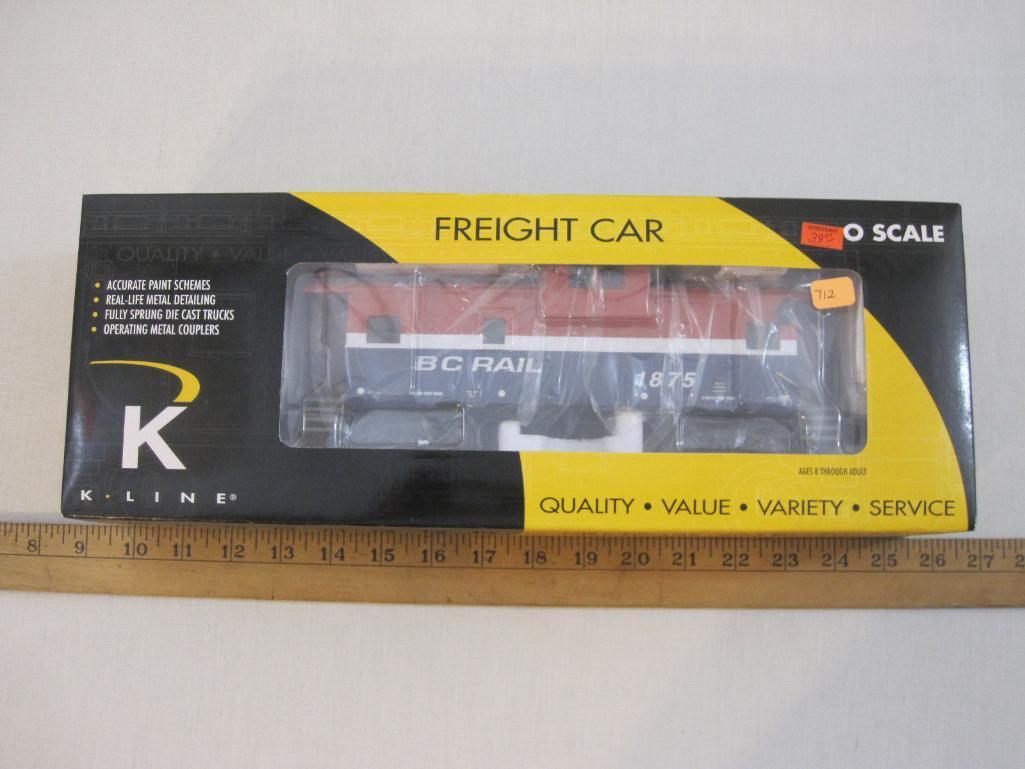 FREIGHT CAR
DISCOUNT
39
O SCALE
QUALITY • VALUE
• ACCURATE PAINT SCHEMES
• REAL-LIFE METAL DETAILING
• FULLY SPRUNG DIE CAST TRUCKS
• OPERATING METAL COUPLERS
712
BC RAIL
1875
K
K • LINE®
AGES 8 THROUGH ADULT
QUALITY • VALUE • VARIETY • SERVICE
8 9 10 11 12 13 14 15 16 17 18 19 20 21 22 23 24 25 26 27 2